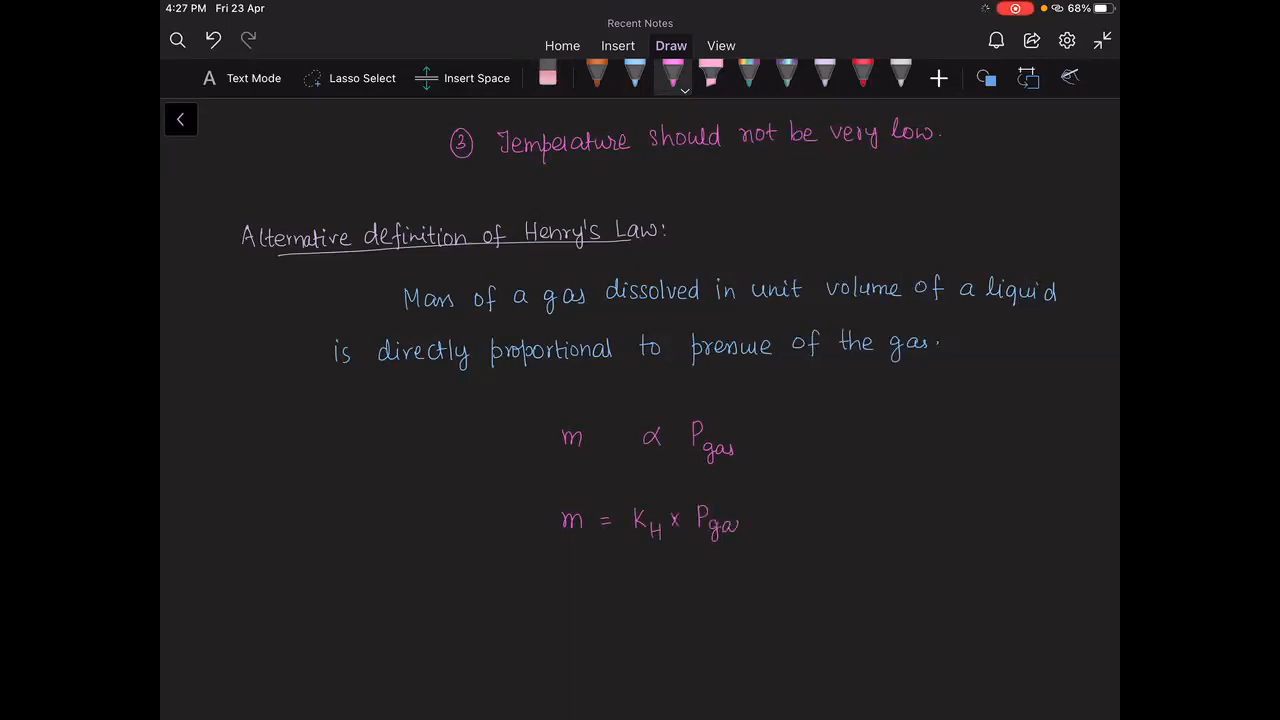 4:27 PM Fri 23 Apr 68%
Recent Notes
Home Insert Draw View
Text Mode Lasso Select Insert Space
③ Temperature should not be very low.
Alternative definition of Henry's Law:
Mass of a gas dissolved in unit volume of a liquid
is directly proportional to pressure of the gas.
m ∝ Pgas
m = KH × Pga